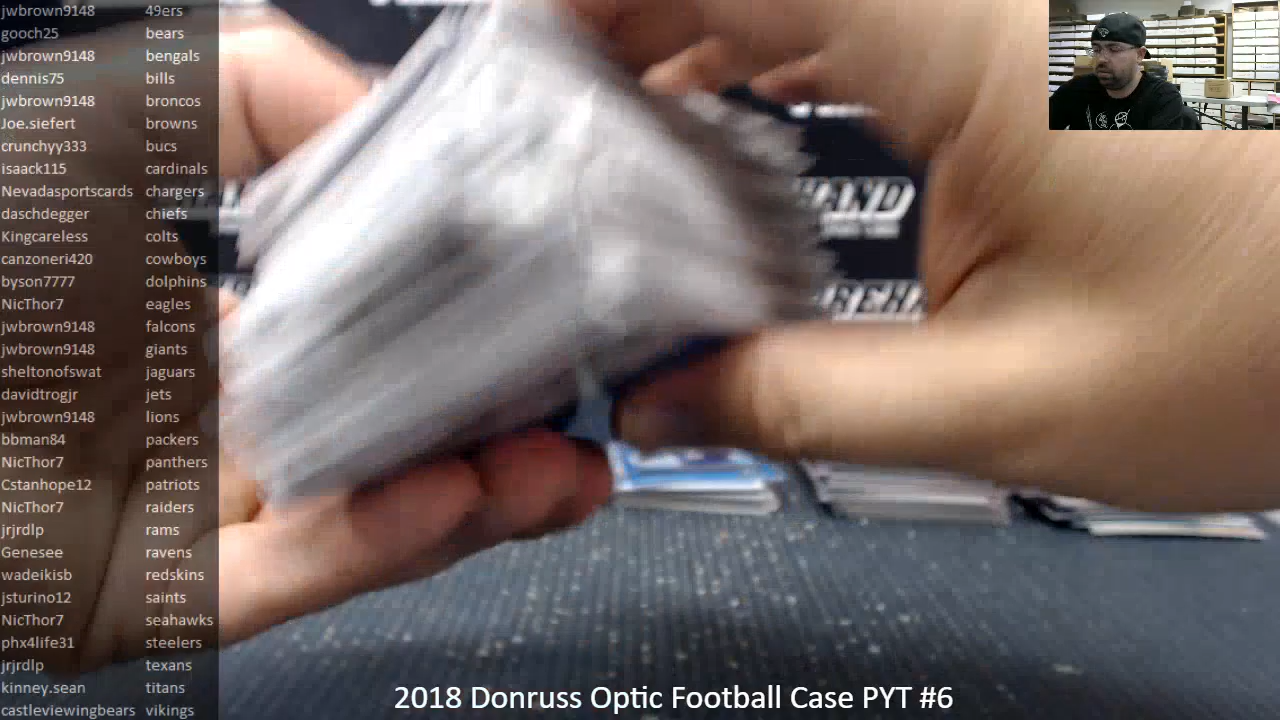 jwbrown9148 49ers
gooch25 bears
jwbrown9148 bengals
dennis75 bills
jwbrown9148 broncos
Joe.siefert browns
crunchyy333 bucs
isaack115 cardinals
Nevadasportscards chargers
daschdegger chiefs
Kingcareless colts
canzoneri420 cowboys
byson7777 dolphins
NicThor7 eagles
jwbrown9148 falcons
jwbrown9148 giants
sheltonofswat jaguars
davidtrogjr jets
jwbrown9148 lions
bbman84 packers
NicThor7 panthers
Cstanhope12 patriots
NicThor7 raiders
jrjrdlp rams
Genesee ravens
wadeikisb redskins
jsturino12 saints
NicThor7 seahawks
phx4life31 steelers
jrjrdlp texans
kinney.sean titans
castleviewingbears vikings
2018 Donruss Optic Football Case PYT #6